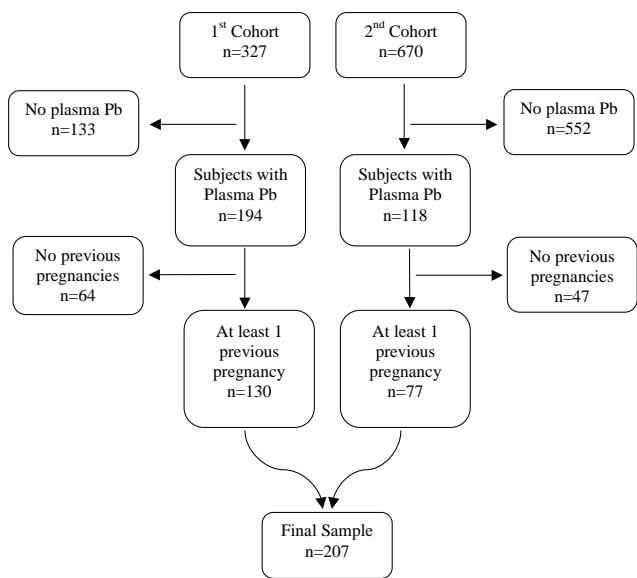 1st Cohort
n=327
2nd Cohort
n=670
No plasma Pb
n=133
No plasma Pb
n=552
Subjects with
Plasma Pb
n=194
Subjects with
Plasma Pb
n=118
No previous
pregnancies
n=64
No previous
pregnancies
n=47
At least 1
previous
pregnancy
n=130
At least 1
previous
pregnancy
n=77
Final Sample
n=207